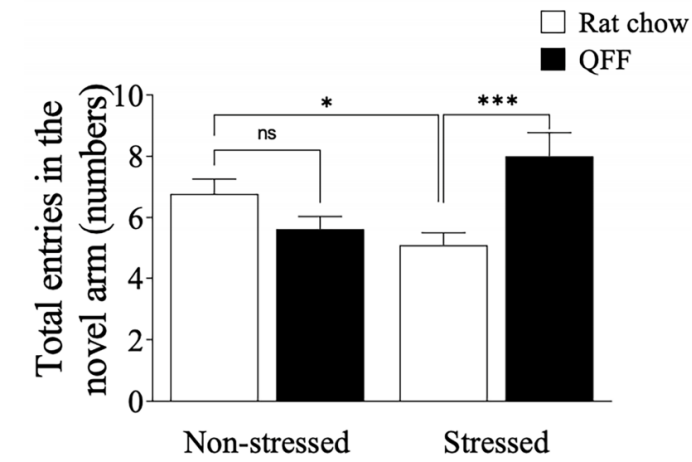 Rat chow
QFF
Total entries in the
novel arm (numbers)
10
8
6
4
2
0
*
***
ns
Non-stressed
Stressed